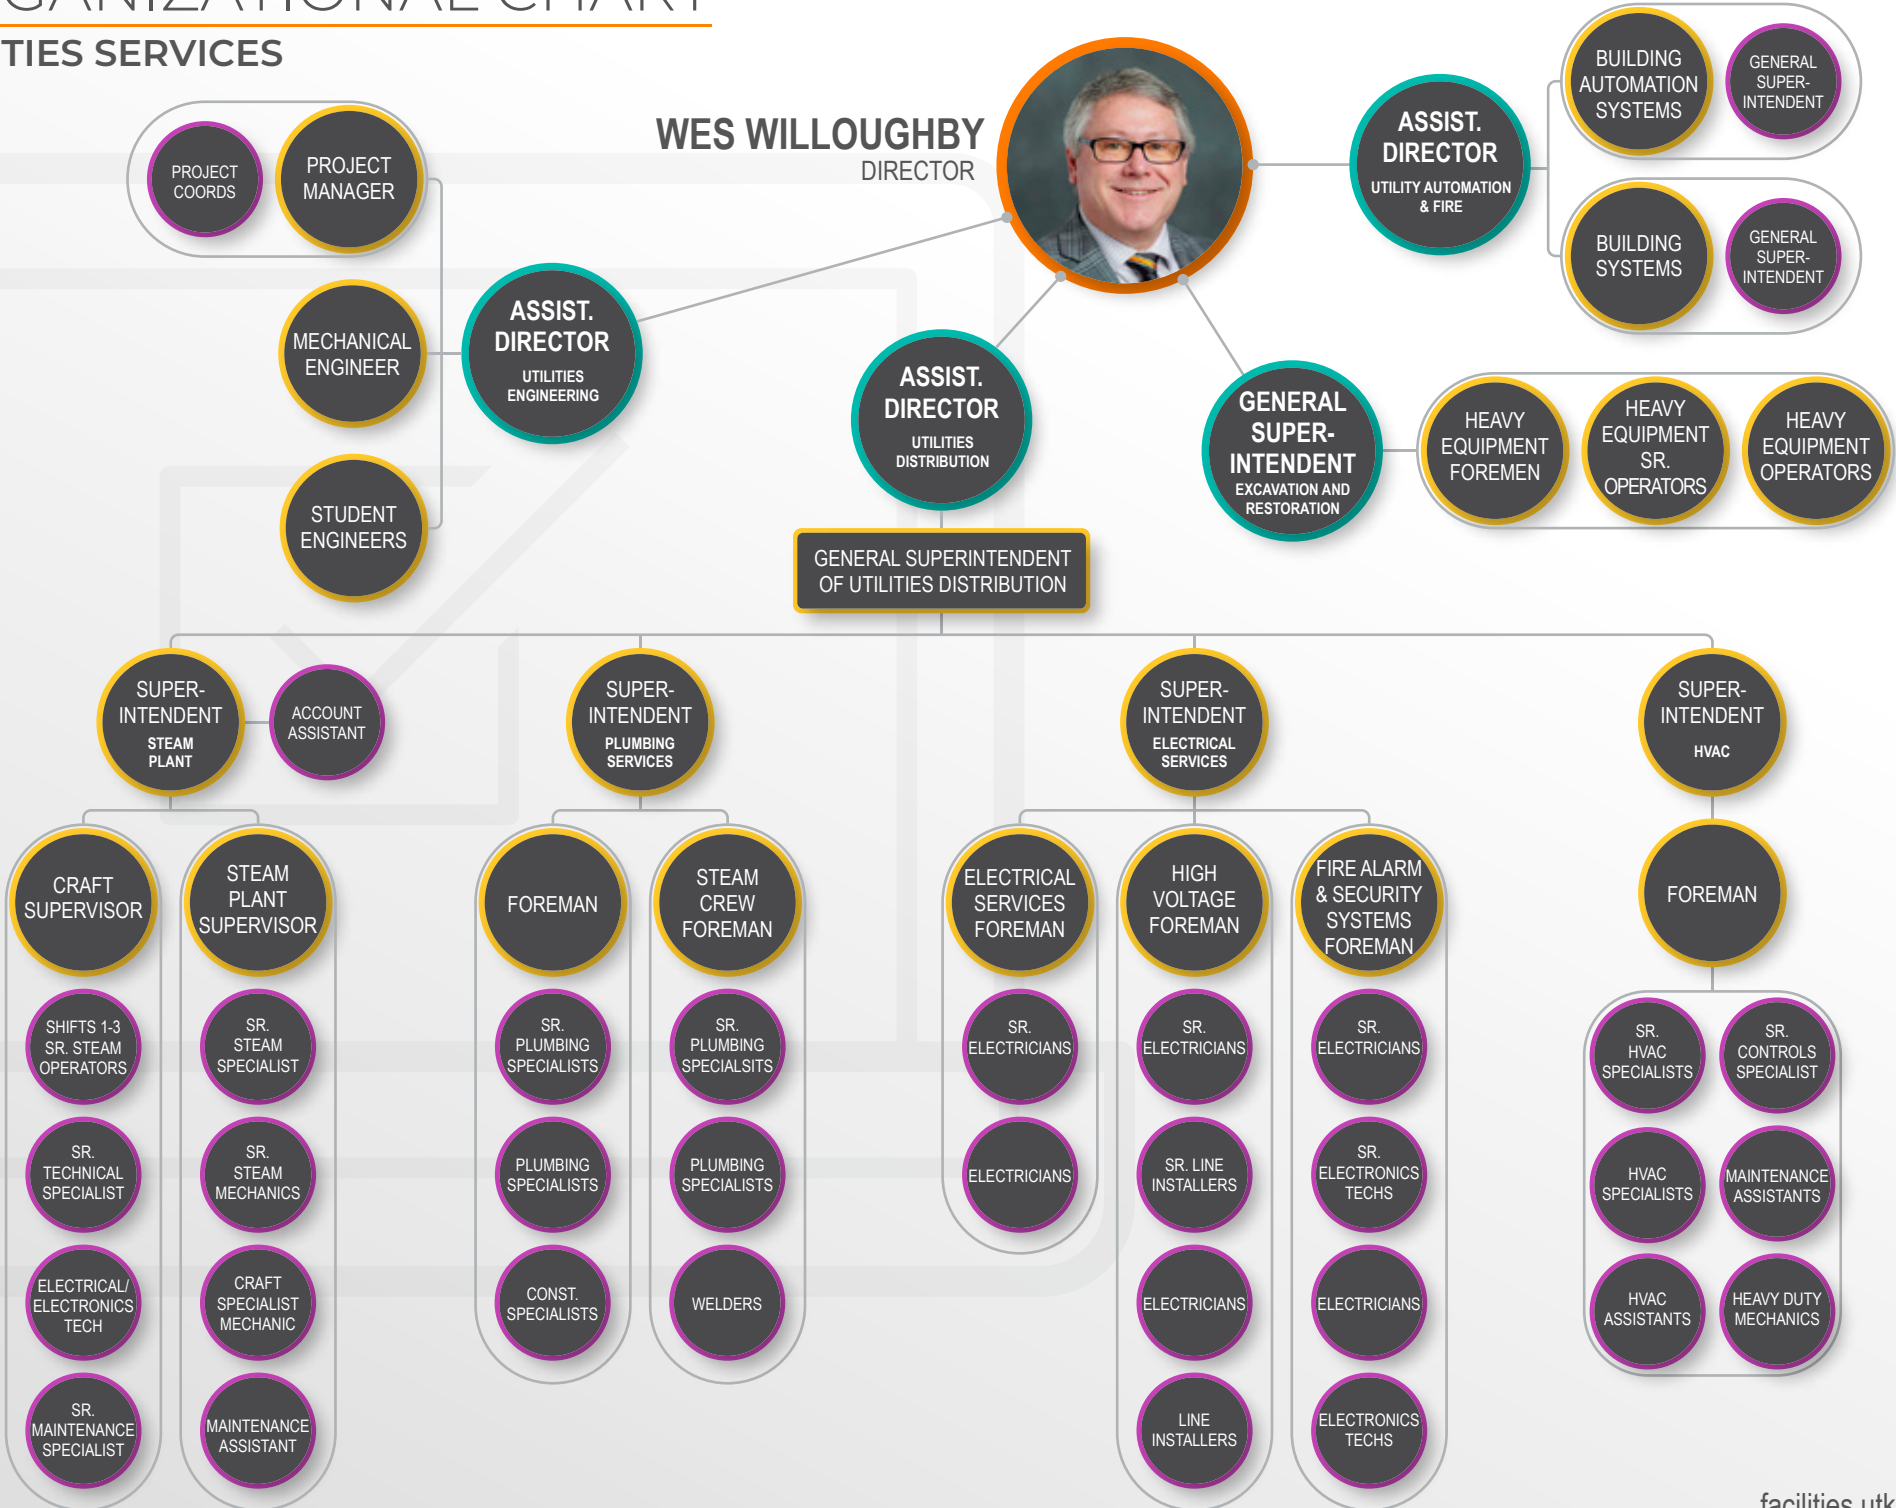 GANIZATIONAL CHART
TIES SERVICES
WES WILLOUGHBY
DIRECTOR
PROJECT
COORDS
PROJECT
MANAGER
MECHANICAL
ENGINEER
STUDENT
ENGINEERS
ASSIST.
DIRECTOR
UTILITIES
ENGINEERING
ASSIST.
DIRECTOR
UTILITIES
DISTRIBUTION
GENERAL
SUPER-
INTENDENT
EXCAVATION AND
RESTORATION
ASSIST.
DIRECTOR
UTILITY AUTOMATION
& FIRE
BUILDING
AUTOMATION
SYSTEMS
GENERAL
SUPER-
INTENDENT
BUILDING
SYSTEMS
GENERAL
SUPER-
INTENDENT
HEAVY
EQUIPMENT
FOREMEN
HEAVY
EQUIPMENT
SR.
OPERATORS
HEAVY
EQUIPMENT
OPERATORS
GENERAL SUPERINTENDENT
OF UTILITIES DISTRIBUTION
SUPER-
INTENDENT
STEAM
PLANT
ACCOUNT
ASSISTANT
SUPER-
INTENDENT
PLUMBING
SERVICES
SUPER-
INTENDENT
ELECTRICAL
SERVICES
SUPER-
INTENDENT
HVAC
CRAFT
SUPERVISOR
SHIFTS 1-3
SR. STEAM
OPERATORS
SR.
TECHNICAL
SPECIALIST
ELECTRICAL/
ELECTRONICS
TECH
SR.
MAINTENANCE
SPECIALIST
STEAM
PLANT
SUPERVISOR
SR.
STEAM
SPECIALIST
SR.
STEAM
MECHANICS
CRAFT
SPECIALIST
MECHANIC
MAINTENANCE
ASSISTANT
FOREMAN
SR.
PLUMBING
SPECIALISTS
PLUMBING
SPECIALISTS
CONST.
SPECIALISTS
STEAM
CREW
FOREMAN
SR.
PLUMBING
SPECIALSITS
PLUMBING
SPECIALISTS
WELDERS
ELECTRICAL
SERVICES
FOREMAN
SR.
ELECTRICIANS
ELECTRICIANS
HIGH
VOLTAGE
FOREMAN
SR.
ELECTRICIANS
SR. LINE
INSTALLERS
ELECTRICIANS
LINE
INSTALLERS
FIRE ALARM
& SECURITY
SYSTEMS
FOREMAN
SR.
ELECTRICIANS
SR.
ELECTRONICS
TECHS
ELECTRICIANS
ELECTRONICS
TECHS
FOREMAN
SR.
HVAC
SPECIALISTS
SR.
CONTROLS
SPECIALIST
HVAC
SPECIALISTS
MAINTENANCE
ASSISTANTS
HVAC
ASSISTANTS
HEAVY DUTY
MECHANICS
facilities.utk